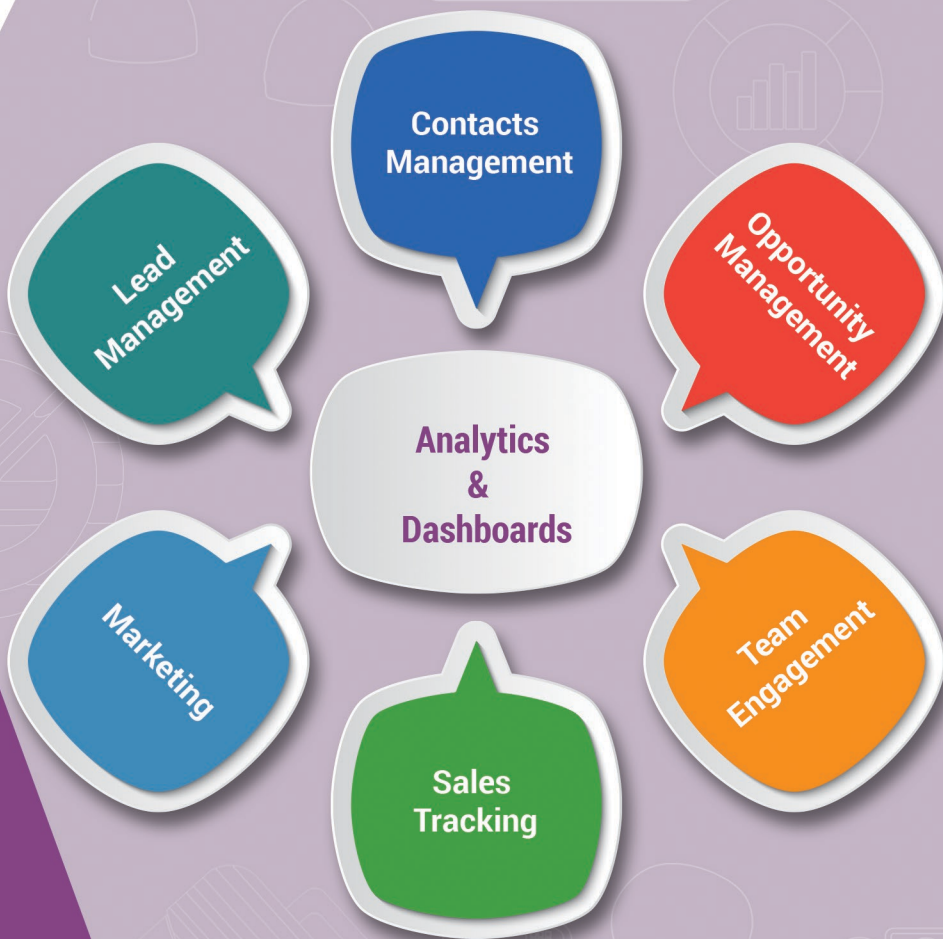 Contacts
Management
Lead
Management
Opportunity
Management
Analytics
&
Dashboards
Marketing
Team
Engagement
Sales
Tracking